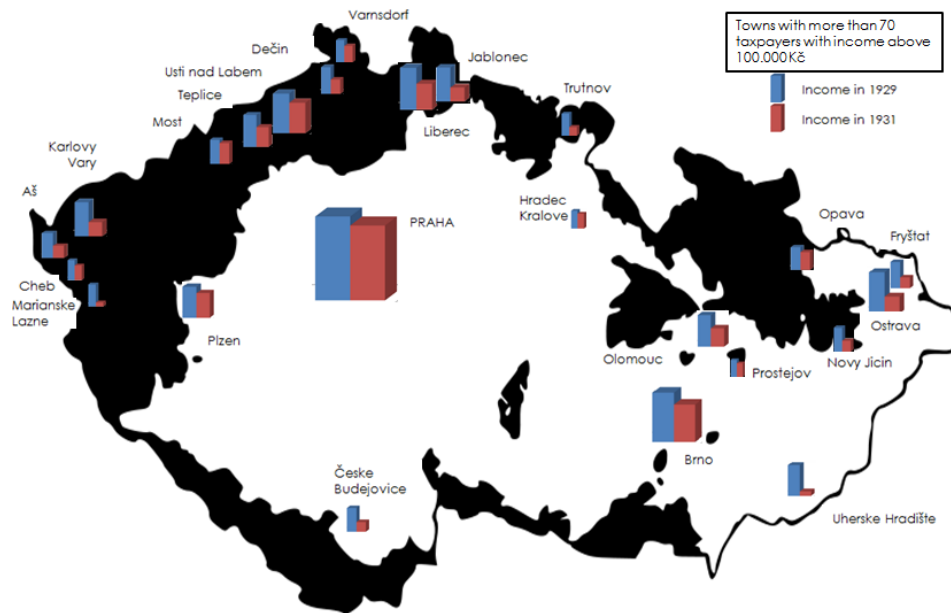 Varnsdorf
Towns with more than 70
taxpayers with income above
100.000Kč
Income in 1929
Income in 1931
Dečin
Usti nad Labem
Teplice
Most
Karlovy
Vary
Aš
Jablonec
Liberec
Trutnov
Hradec
Kralove
PRAHA
Opava
Fryštat
Cheb
Marianske
Lazne
Plzen
Ostrava
Olomouc
Novy Jicin
Prostejov
Brno
Česke
Budejovice
Uherske Hradište